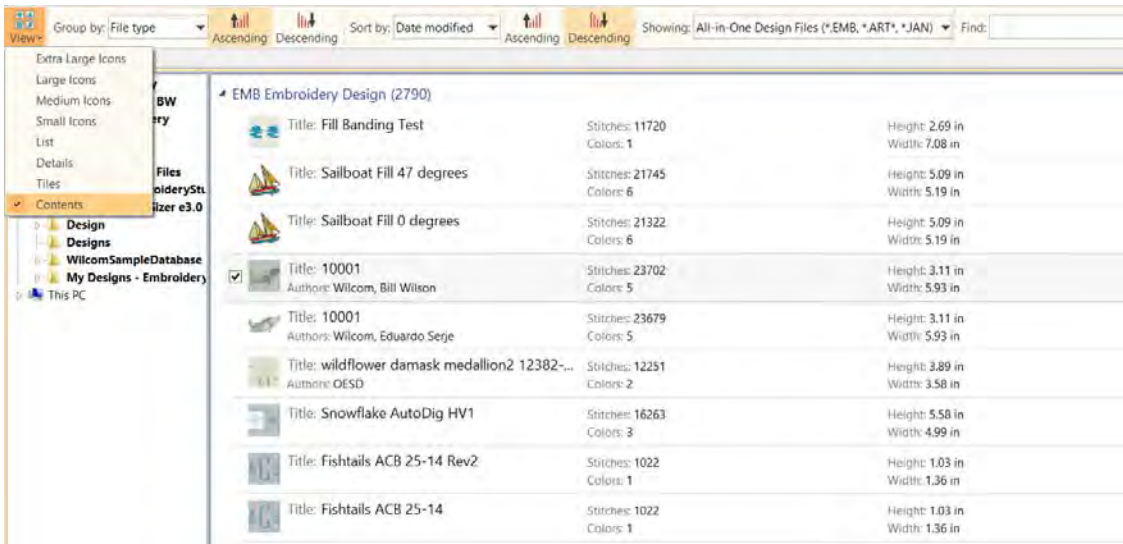 View
Group by: File type
Ascending Descending
Sort by: Date modified
Ascending Descending
Showing: All-in-One Design Files (*.EMB, *.ART*, *.JAN)
Find:
Extra Large Icons
Large Icons
Medium Icons
Small Icons
List
Details
Tiles
Contents
BW
ery
Files
oideryStu
izer e3.0
Design
Designs
WilcomSampleDatabase
My Designs - Embroidery
This PC
EMB Embroidery Design (2790)
Title: Fill Banding Test
Stitches: 11720
Colors: 1
Height: 2.69 in
Width: 7.08 in
Title: Sailboat Fill 47 degrees
Stitches: 21745
Colors: 6
Height: 5.09 in
Width: 5.19 in
Title: Sailboat Fill 0 degrees
Stitches: 21322
Colors: 6
Height: 5.09 in
Width: 5.19 in
Title: 10001
Authors: Wilcom, Bill Wilson
Stitches: 23702
Colors: 5
Height: 3.11 in
Width: 5.93 in
Title: 10001
Authors: Wilcom, Eduardo Serje
Stitches: 23679
Colors: 5
Height: 3.11 in
Width: 5.93 in
Title: wildflower damask medallion2 12382-...
Authors: OESD
Stitches: 12251
Colors: 2
Height: 3.89 in
Width: 3.58 in
Title: Snowflake AutoDig HV1
Stitches: 16263
Colors: 3
Height: 5.58 in
Width: 4.99 in
Title: Fishtails ACB 25-14 Rev2
Stitches: 1022
Colors: 1
Height: 1.03 in
Width: 1.36 in
Title: Fishtails ACB 25-14
Stitches: 1022
Colors: 1
Height: 1.03 in
Width: 1.36 in